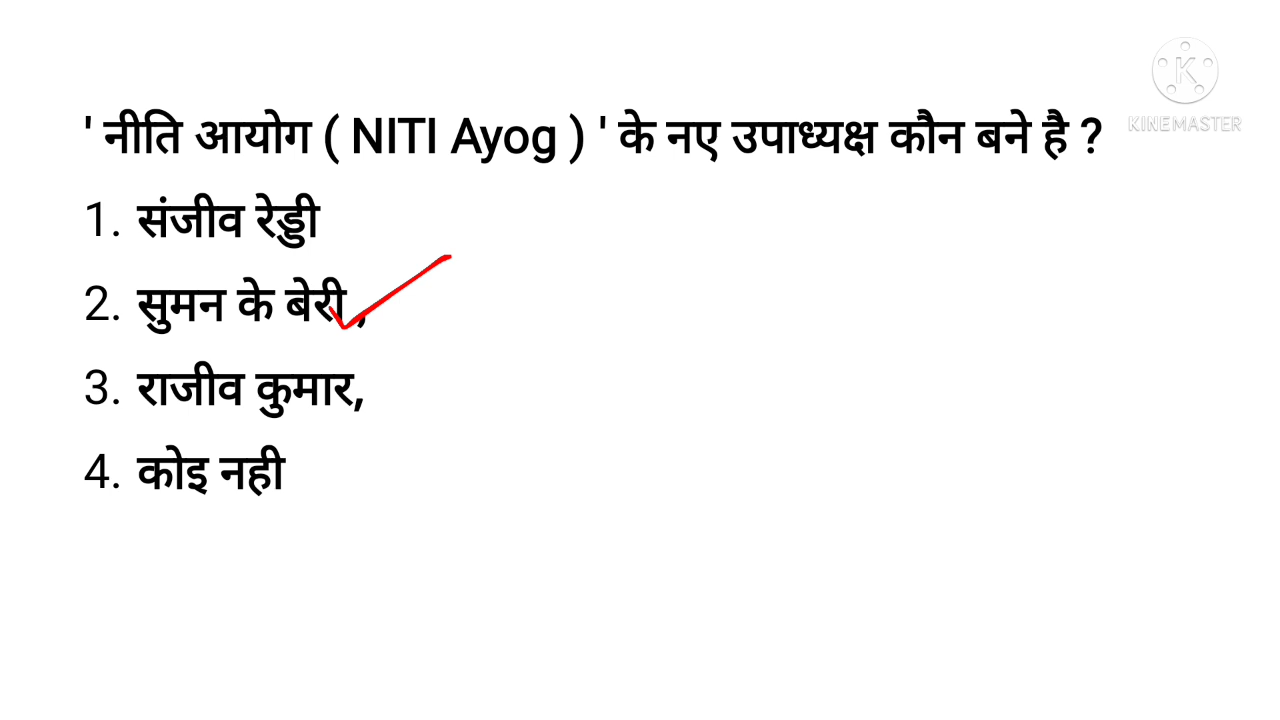 ' नीति आयोग ( NITI Ayog ) ' के नए उपाध्यक्ष कौन बने है ?
1. संजीव रेड्डी
2. सुमन के बेरी ,
3. राजीव कुमार,
4. कोइ नही
K
KINEMASTER